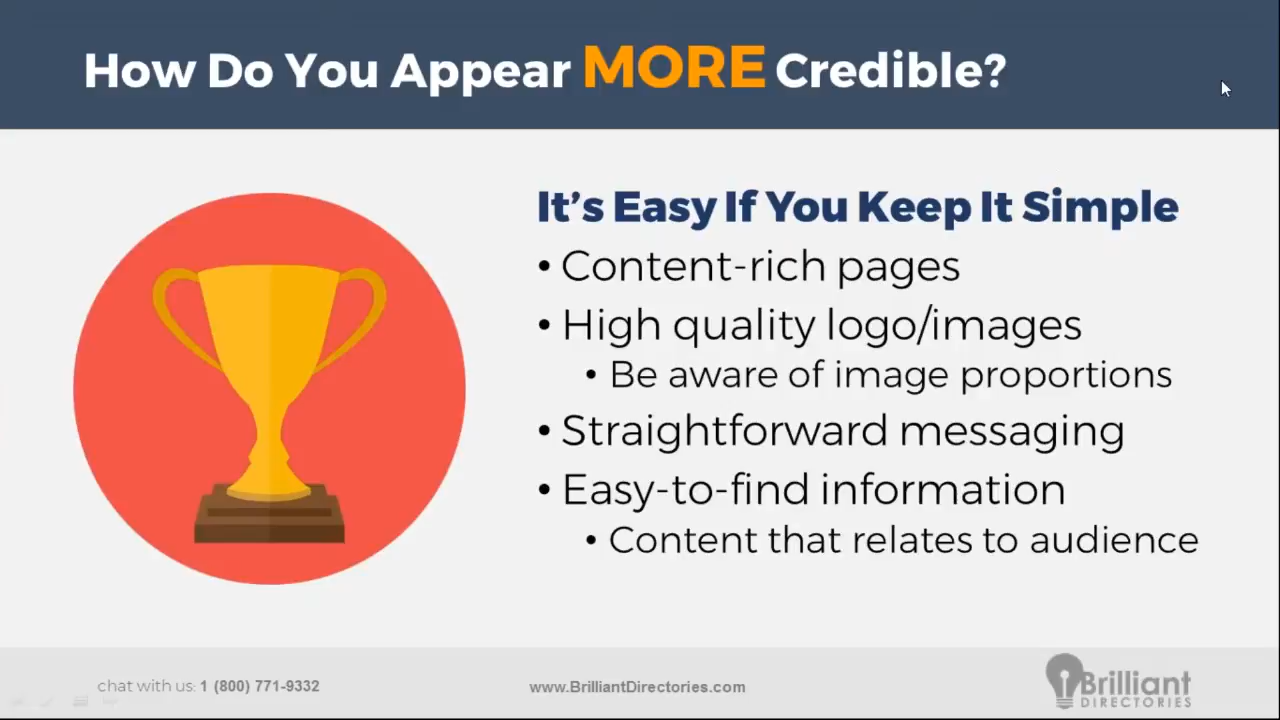 How Do You Appear MORE Credible?
It’s Easy If You Keep It Simple
• Content-rich pages
• High quality logo/images
• Be aware of image proportions
• Straightforward messaging
• Easy-to-find information
• Content that relates to audience
chat with us: 1 (800) 771-9332
www.BrilliantDirectories.com
Brilliant
DIRECTORIES